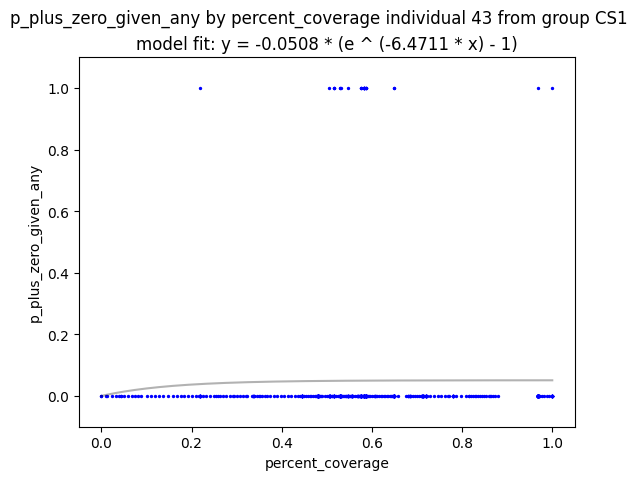 p_plus_zero_given_any by percent_coverage individual 43 from group CS1
model fit: y = -0.0508 * (e ^ (-6.4711 * x) - 1)
1.0
0.8
0.6
0.4
0.2
0.0
p_plus_zero_given_any
0.0 0.2 0.4 0.6 0.8 1.0
percent_coverage